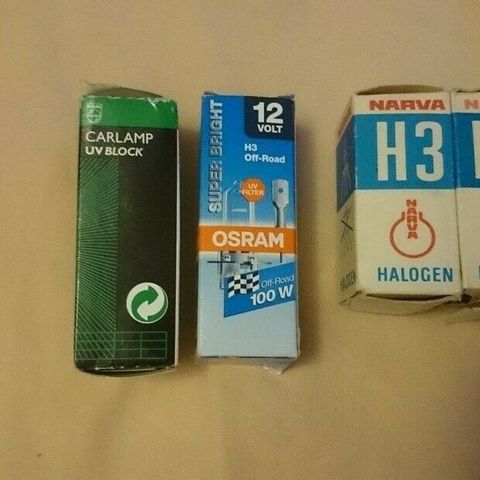 CARLAMP
UV BLOCK
SUPER BRIGHT
12
VOLT
H3
Off-Road
UV
FILTER
OSRAM
Off-Road
100 W
NARVA
H3
NARVA
HALOGEN